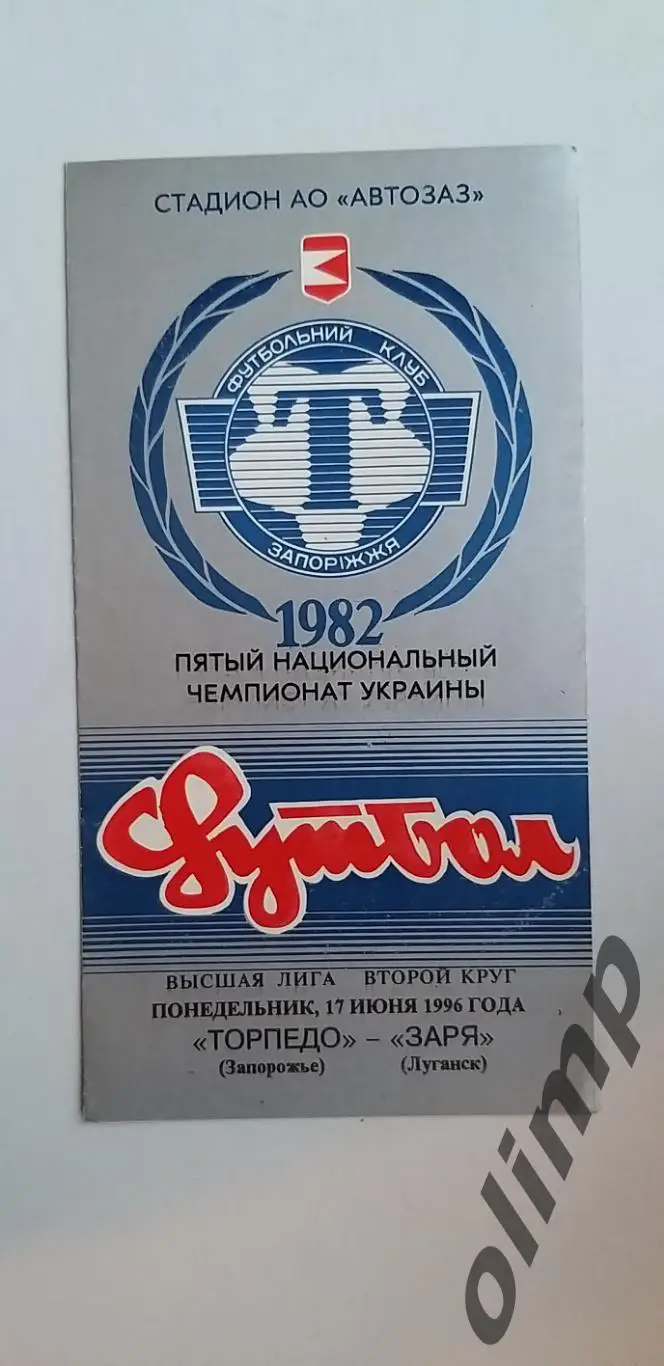 СТАДИОН АО «АВТОЗАЗ»
ФУТБОЛЬНИЙ КЛУБ
Т
ЗАПОРІЖЖЯ
1982
ПЯТЫЙ НАЦИОНАЛЬНЫЙ
ЧЕМПИОНАТ УКРАИНЫ
Футбол
ВЫСШАЯ ЛИГА ВТОРОЙ КРУГ
ПОНЕДЕЛЬНИК, 17 ИЮНЯ 1996 ГОДА
«ТОРПЕДО» – «ЗАРЯ»
(Запорожье) (Луганск)
olimp